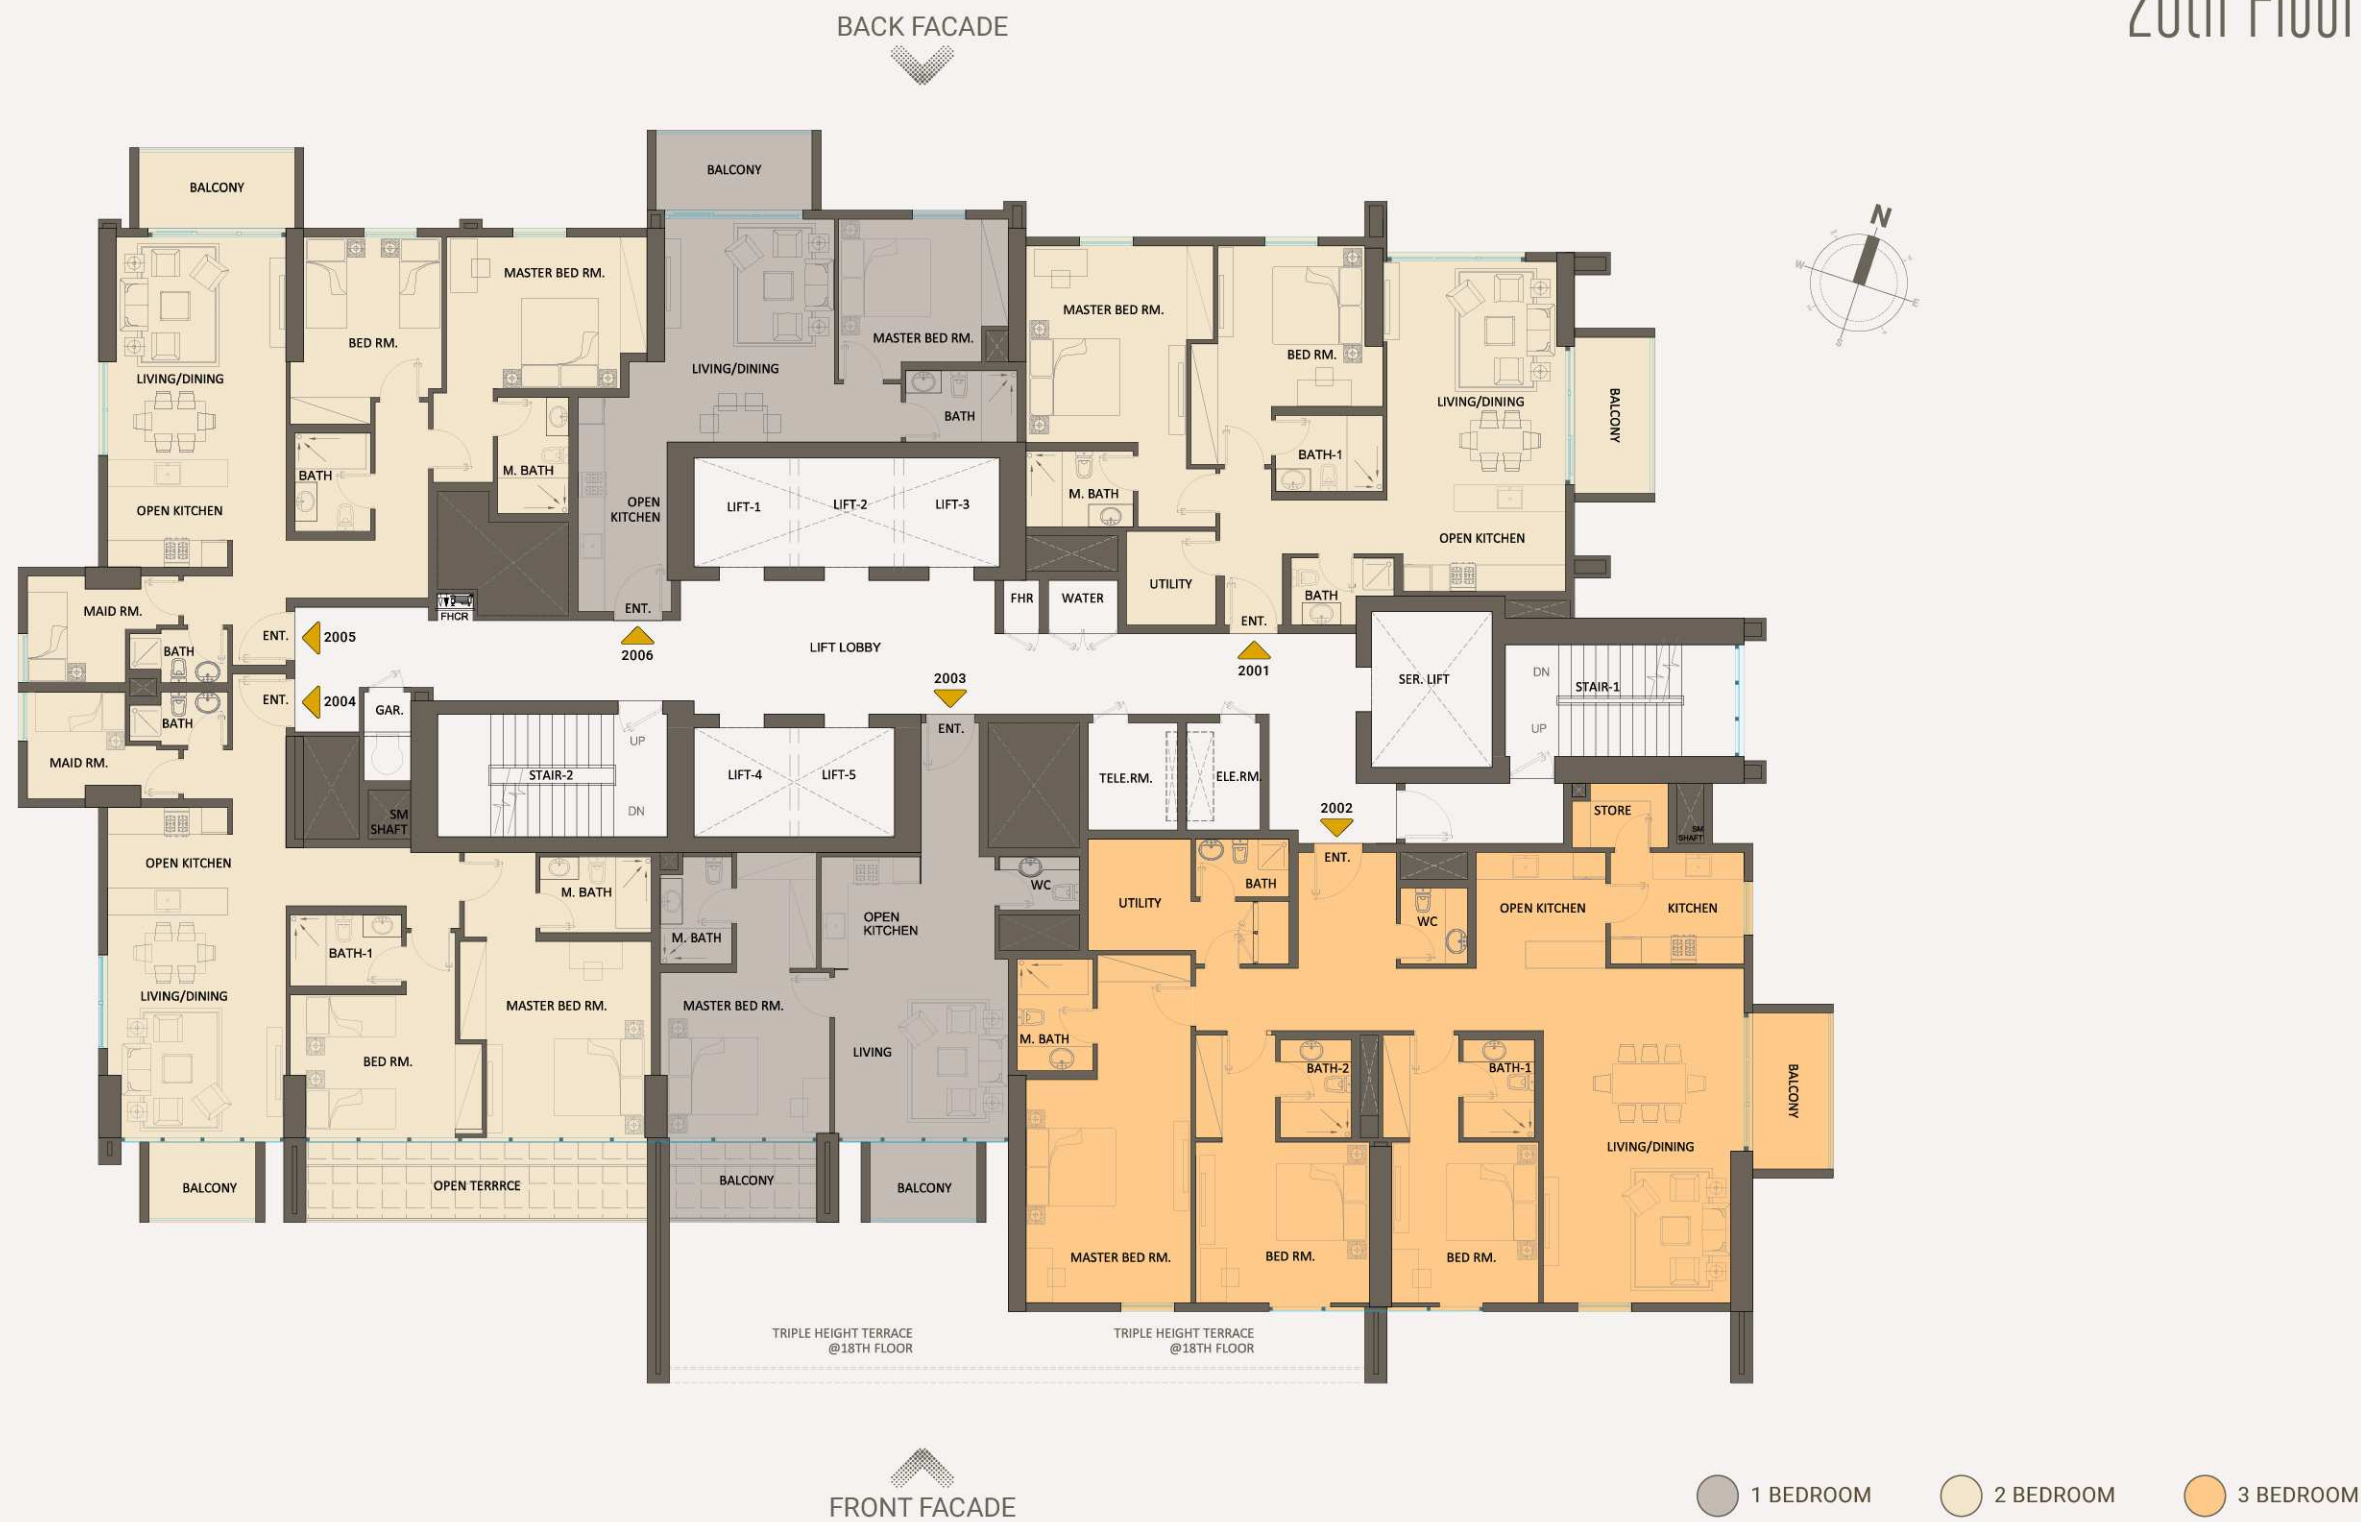 20th Floor
BACK FACADE
BALCONY
BALCONY
N
W
E
S
MASTER BED RM.
BED RM.
LIVING/DINING
OPEN KITCHEN
BATH
M. BATH
LIVING/DINING
MASTER BED RM.
BATH
OPEN
KITCHEN
LIFT-1
LIFT-2
LIFT-3
MASTER BED RM.
BED RM.
LIVING/DINING
BALCONY
BATH-1
M. BATH
OPEN KITCHEN
UTILITY
BATH
ENT.
MAID RM.
BATH
ENT.
2005
FHCR
ENT.
2006
LIFT LOBBY
FHR
WATER
2001
2003
SER. LIFT
DN
STAIR-1
UP
ENT.
2004
GAR.
BATH
MAID RM.
UP
STAIR-2
DN
LIFT-4
LIFT-5
ENT.
TELE.RM.
ELE.RM.
2002
SM
SHAFT
STORE
SM
SHAFT
OPEN KITCHEN
M. BATH
BATH-1
LIVING/DINING
MASTER BED RM.
BED RM.
M. BATH
OPEN
KITCHEN
WC
MASTER BED RM.
LIVING
ENT.
UTILITY
BATH
WC
OPEN KITCHEN
KITCHEN
M. BATH
BATH-2
BATH-1
BALCONY
LIVING/DINING
MASTER BED RM.
BED RM.
BED RM.
BALCONY
OPEN TERRRCE
BALCONY
BALCONY
TRIPLE HEIGHT TERRACE
@18TH FLOOR
TRIPLE HEIGHT TERRACE
@18TH FLOOR
FRONT FACADE
1 BEDROOM
2 BEDROOM
3 BEDROOM